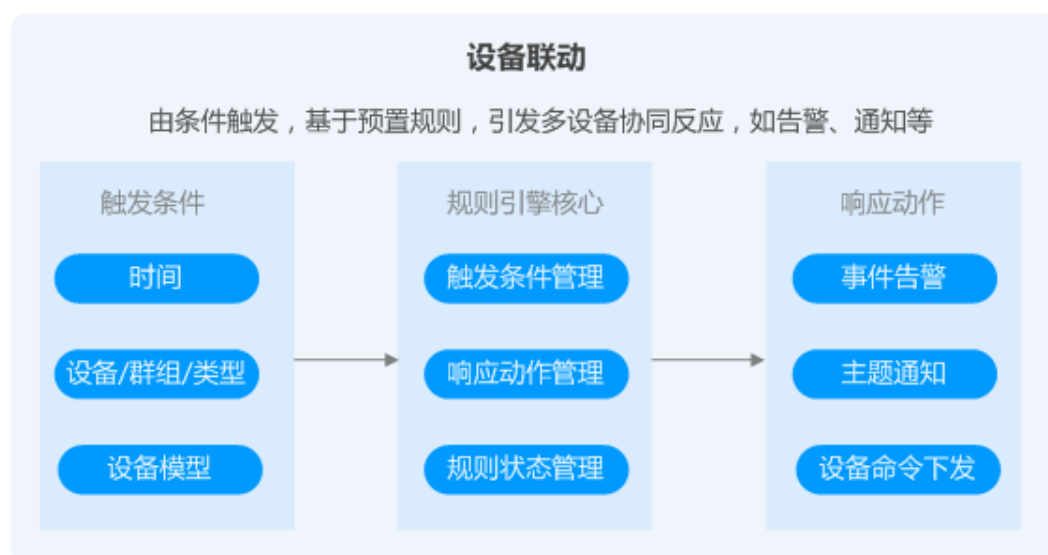 设备联动
由条件触发，基于预置规则，引发多设备协同反应，如告警、通知等
触发条件
时间
设备/群组/类型
设备模型
规则引擎核心
触发条件管理
响应动作管理
规则状态管理
响应动作
事件告警
主题通知
设备命令下发